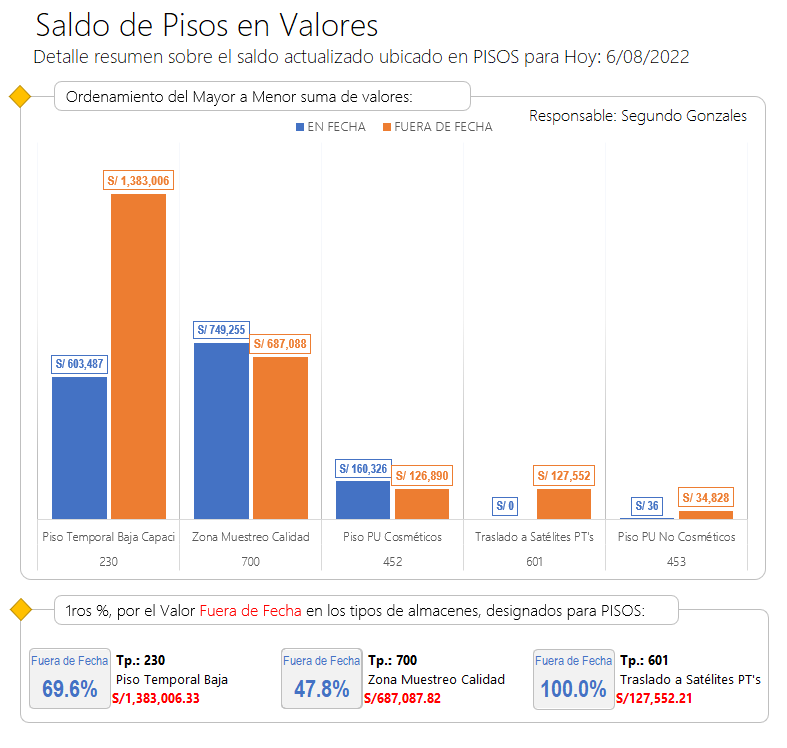 Saldo de Pisos en Valores
Detalle resumen sobre el saldo actualizado ubicado en PISOS para Hoy: 6/08/2022
Ordenamiento del Mayor a Menor suma de valores:
Responsable: Segundo Gonzales
EN FECHA FUERA DE FECHA
S/ 1,383,006
S/ 749,255
S/ 687,088
S/ 603,487
S/ 160,326
S/ 126,890
S/ 127,552
S/ 0
S/ 36
S/ 34,828
Piso Temporal Baja Capaci Zona Muestreo Calidad Piso PU Cosméticos Traslado a Satélites PT's Piso PU No Cosméticos
230 700 452 601 453
1ros %, por el Valor Fuera de Fecha en los tipos de almacenes, designados para PISOS:
Fuera de Fecha
69.6%
Tp.: 230
Piso Temporal Baja
S/1,383,006.33
Fuera de Fecha
47.8%
Tp.: 700
Zona Muestreo Calidad
S/687,087.82
Fuera de Fecha
100.0%
Tp.: 601
Traslado a Satélites PT's
S/127,552.21